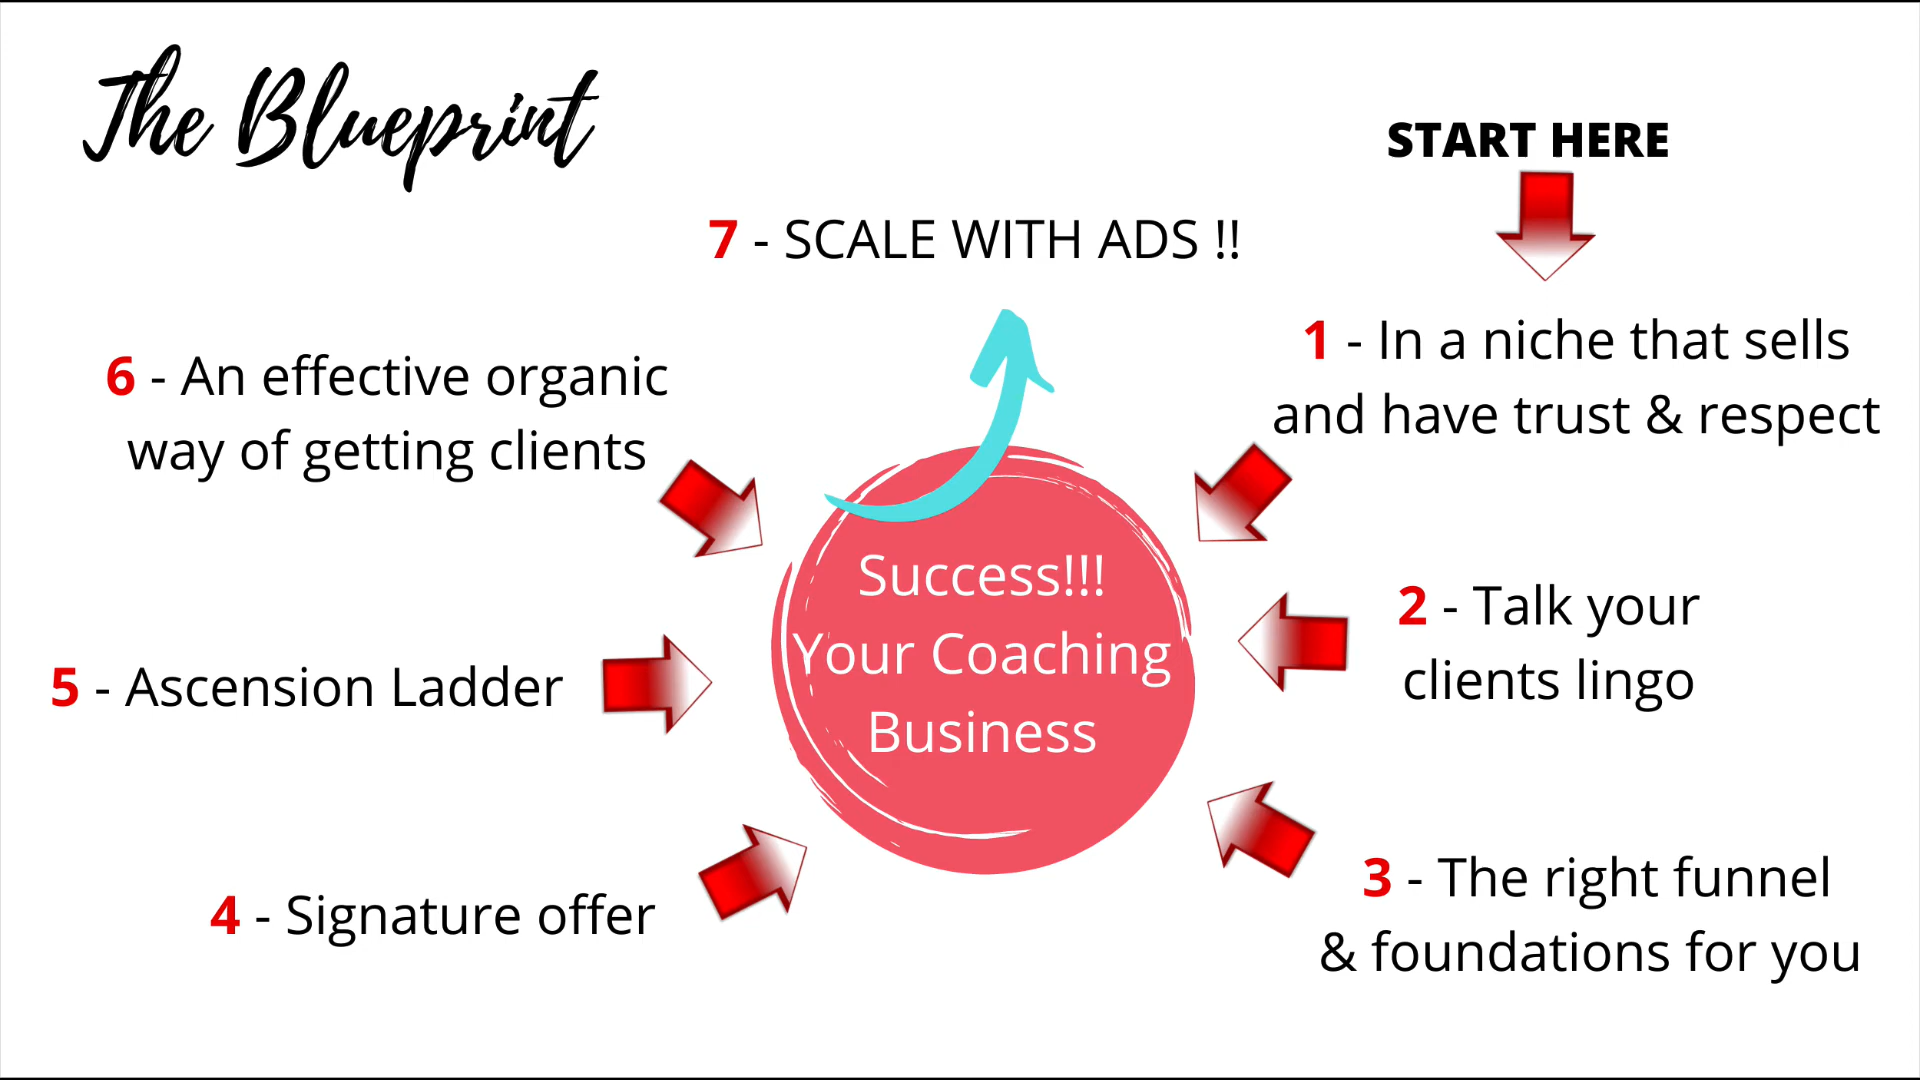 The Blueprint
START HERE
7 - SCALE WITH ADS !!
1 - In a niche that sells
and have trust & respect
2 - Talk your
clients lingo
3 - The right funnel
& foundations for you
4 - Signature offer
5 - Ascension Ladder
6 - An effective organic
way of getting clients
Success!!!
Your Coaching
Business